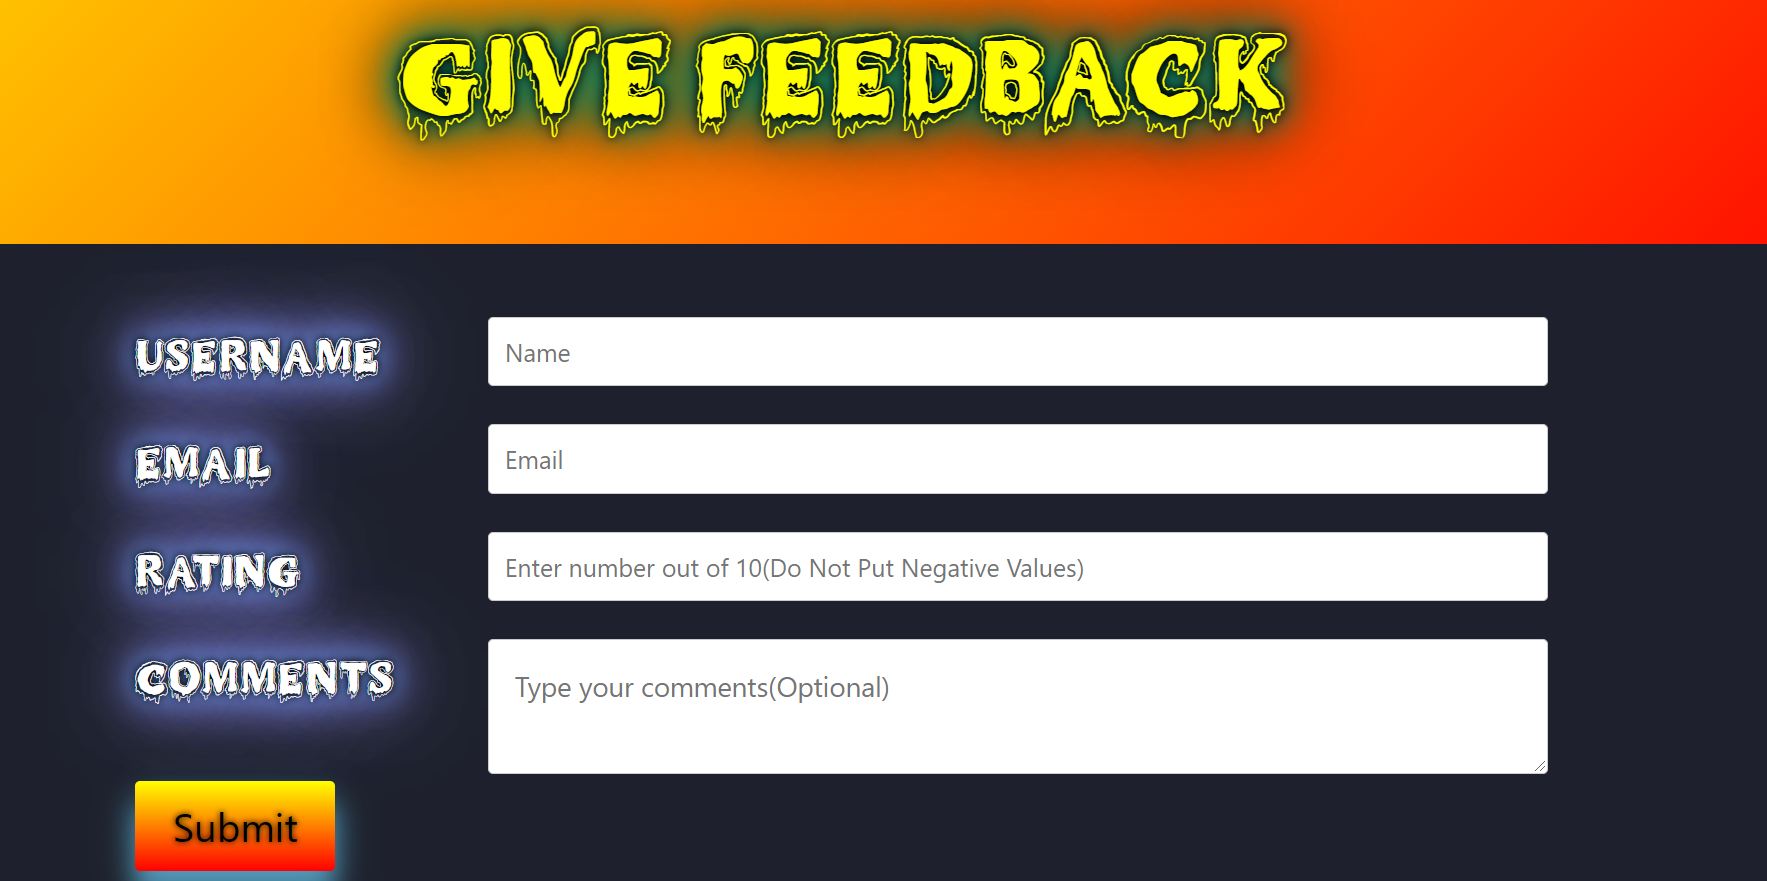 GIVE FEEDBACK
USERNAME
Name
EMAIL
Email
RATING
Enter number out of 10(Do Not Put Negative Values)
COMMENTS
Type your comments(Optional)
Submit